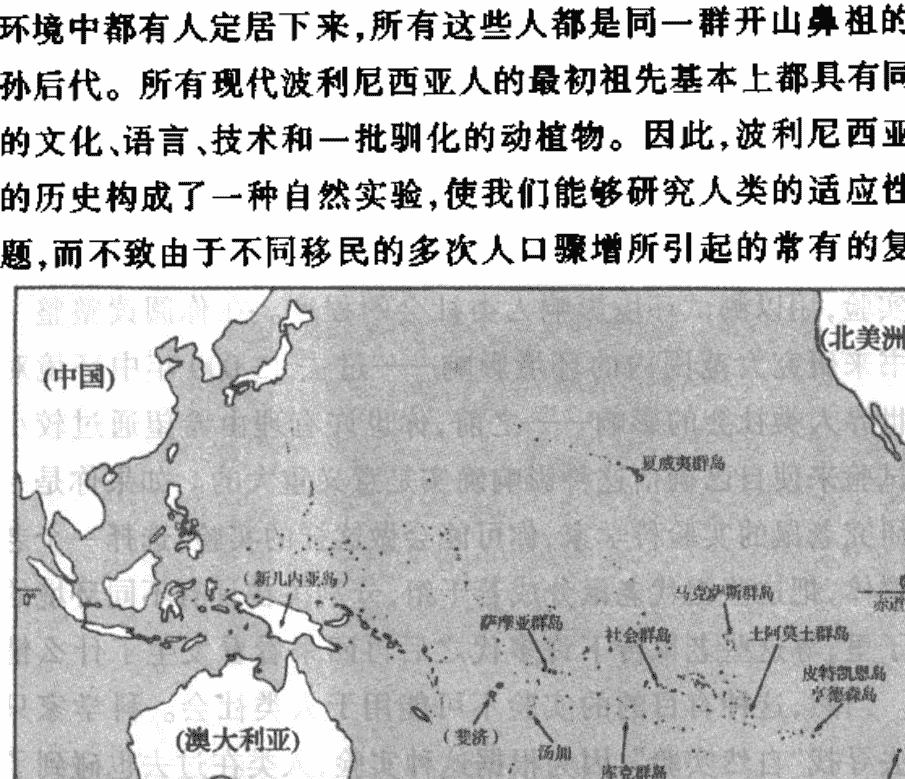 环境中都有人定居下来,所有这些人都是同一群开山鼻祖的
孙后代。所有现代波利尼西亚人的最初祖先基本上都具有同
的文化、语言、技术和一批驯化的动植物。因此,波利尼西亚
的历史构成了一种自然实验,使我们能够研究人类的适应性
题,而不致由于不同移民的多次人口骤增所引起的常有的复
(北美洲
(中国)
夏威夷群岛
(新几内亚岛)
马克萨斯群岛
0°
赤道
萨摩亚群岛
社会群岛
土阿莫土群岛
皮特凯恩岛
亨德森岛
(澳大利亚)
(斐济)
汤加
库克群岛